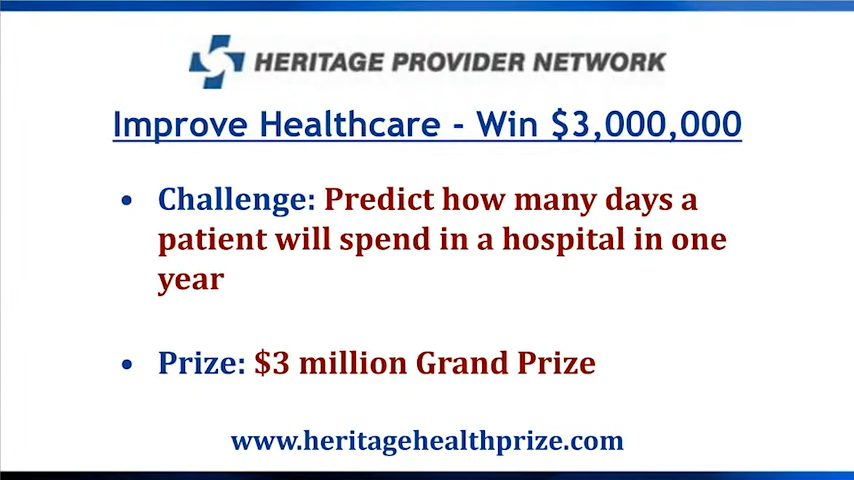 HERITAGE PROVIDER NETWORK
Improve Healthcare - Win $3,000,000
• Challenge: Predict how many days a
patient will spend in a hospital in one
year
• Prize: $3 million Grand Prize
www.heritagehealthprize.com